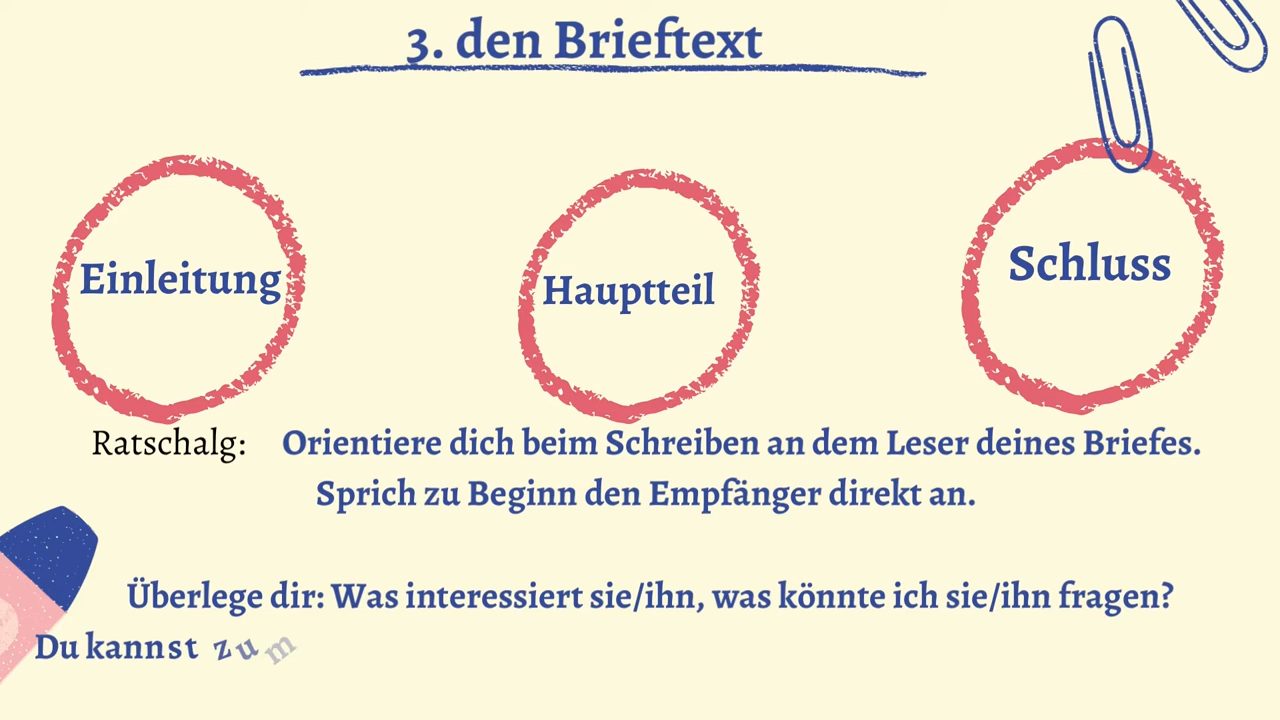 3. den Brieftext
Einleitung
Hauptteil
Schluss
Ratschalg: Orientiere dich beim Schreiben an dem Leser deines Briefes.
Sprich zu Beginn den Empfänger direkt an.
Überlege dir: Was interessiert sie/ihn, was könnte ich sie/ihn fragen?
Du kannst zum